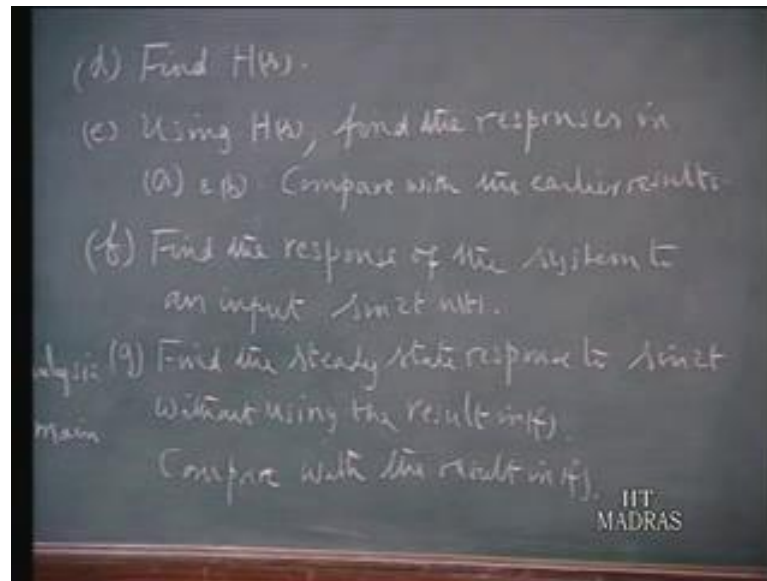 (d) Find H(s).
(e) Using H(s), find the responses in
(a) & (b) Compare with the earlier results.
(f) Find the response of the system to
an input sin2t u(t).
alysis (g) Find the steady state response to sin2t
main without using the result in (f).
Compare with the result in (f).
IIT
MADRAS